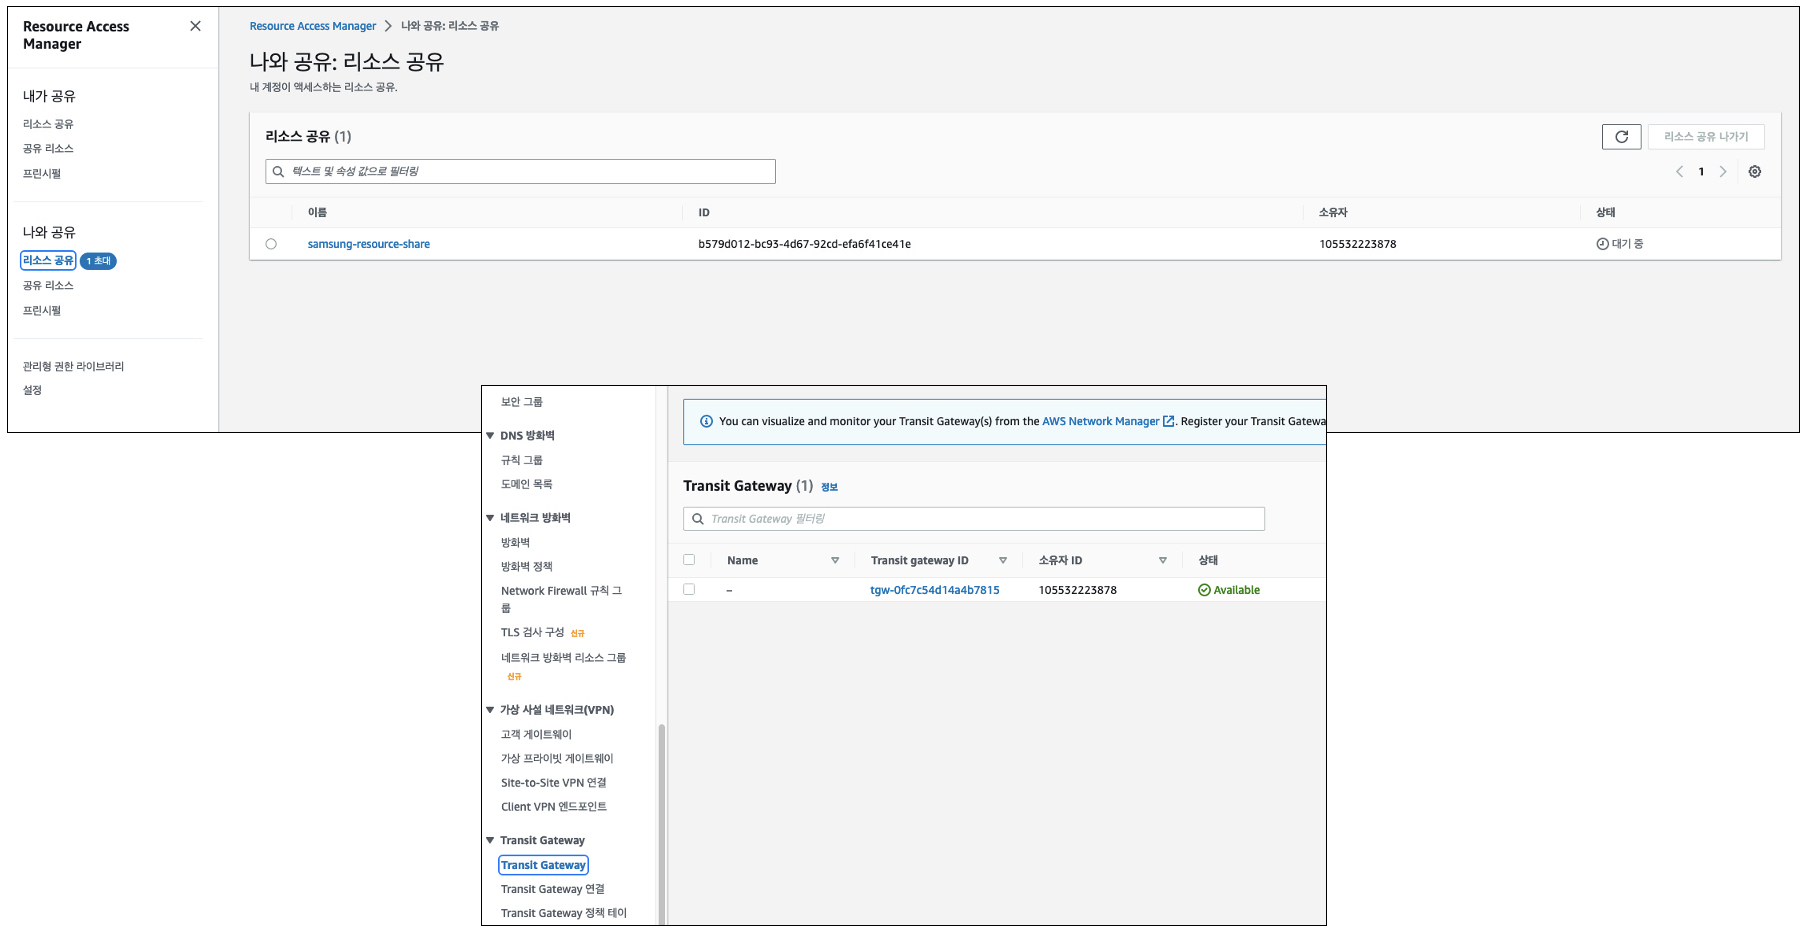 Resource Access
Manager
내가 공유
리소스 공유
공유 리소스
프린시펄
나와 공유
리소스 공유 1 초대
공유 리소스
프린시펄
관리형 권한 라이브러리
설정
Resource Access Manager 나와 공유: 리소스 공유
나와 공유: 리소스 공유
내 계정이 액세스하는 리소스 공유.
리소스 공유 (1)
리소스 공유 나가기
텍스트 및 속성 값으로 필터링
1
이름 ID 소유자 상태
samsung-resource-share b579d012-bc93-4d67-92cd-efa6f41ce41e 105532223878 대기 중
보안 그룹
DNS 방화벽
규칙 그룹
도메인 목록
네트워크 방화벽
방화벽
방화벽 정책
Network Firewall 규칙 그
룹
TLS 검사 구성 신규
네트워크 방화벽 리소스 그룹
신규
가상 사설 네트워크(VPN)
고객 게이트웨이
가상 프라이빗 게이트웨이
Site-to-Site VPN 연결
Client VPN 엔드포인트
Transit Gateway
Transit Gateway
Transit Gateway 연결
Transit Gateway 정책 테이
You can visualize and monitor your Transit Gateway(s) from the AWS Network Manager. Register your Transit Gatewa
Transit Gateway (1) 정보
Transit Gateway 필터링
Name Transit gateway ID 소유자 ID 상태
– tgw-0fc7c54d14a4b7815 105532223878 Available